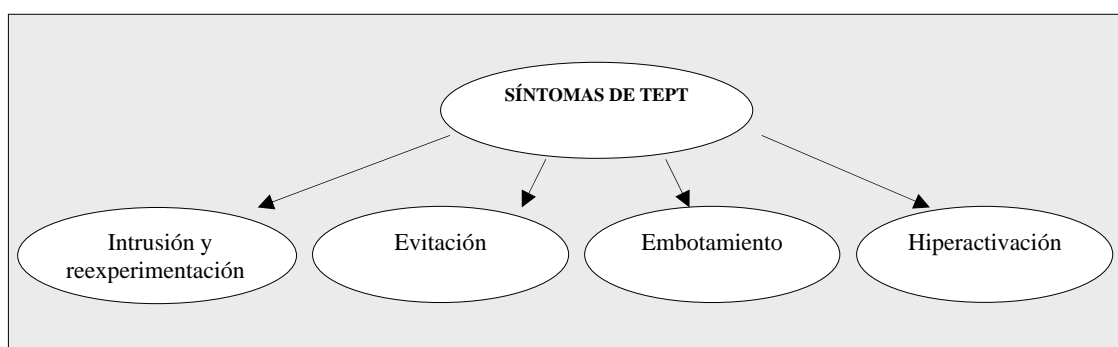 SÍNTOMAS DE TEPT
Intrusión y
reexperimentación
Evitación
Embotamiento
Hiperactivación